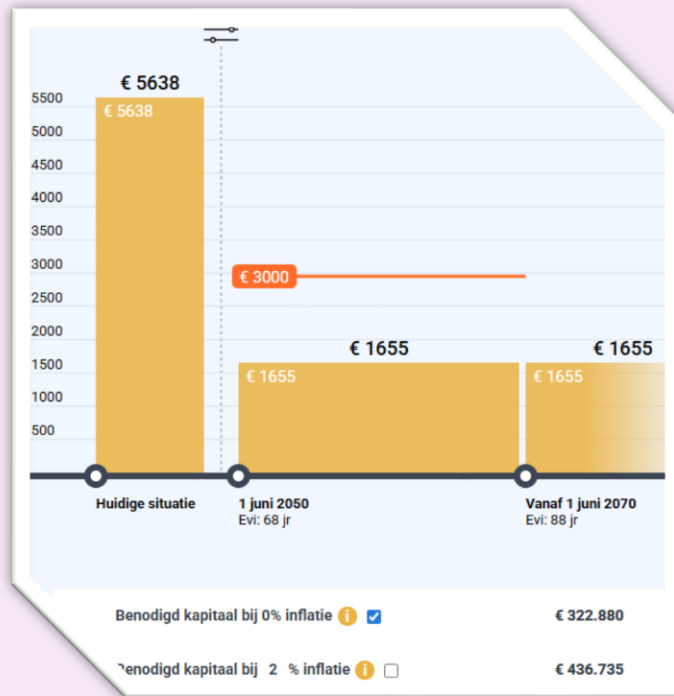 € 5638
5500
€ 5638
5000
4500
4000
3500
3000
€ 3000
2500
2000
€ 1655
€ 1655
1500
€ 1655
€ 1655
1000
500
Huidige situatie
1 juni 2050
Vanaf 1 juni 2070
Evi: 68 jr
Evi: 88 jr
Benodigd kapitaal bij 0% inflatie i € 322.880
enodigd kapitaal bij 2 % inflatie i € 436.735